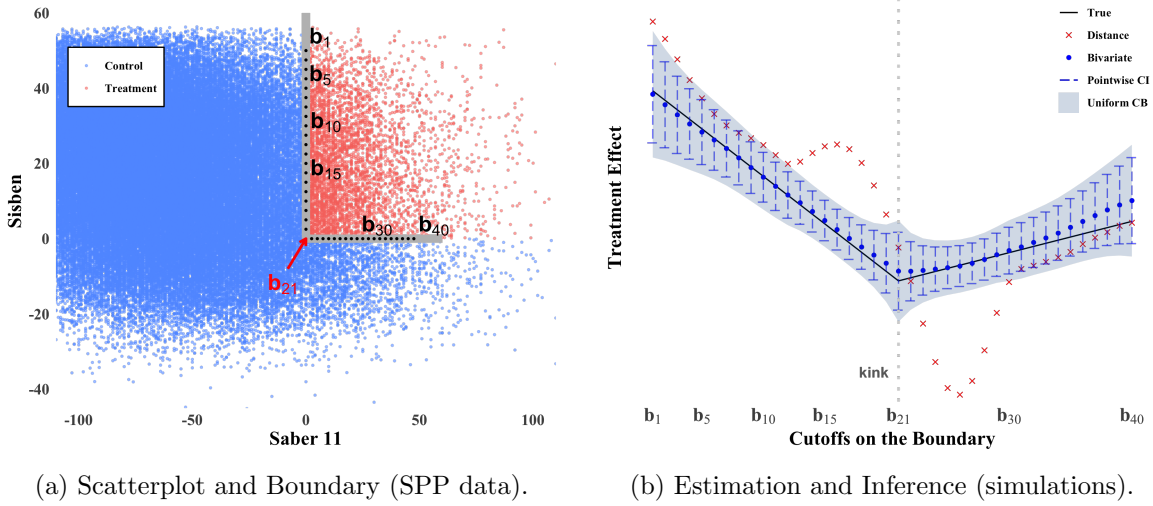 60
40
20
0
-20
-40
Sisben
Control
Treatment
b1
b5
b10
b15
b30
b40
b21
-100
-50
0
50
100
Saber 11
(a) Scatterplot and Boundary (SPP data).
Treatment Effect
True
Distance
Bivariate
Pointwise CI
Uniform CB
kink
b1
b5
b10
b15
b21
b30
b40
Cutoffs on the Boundary
(b) Estimation and Inference (simulations).